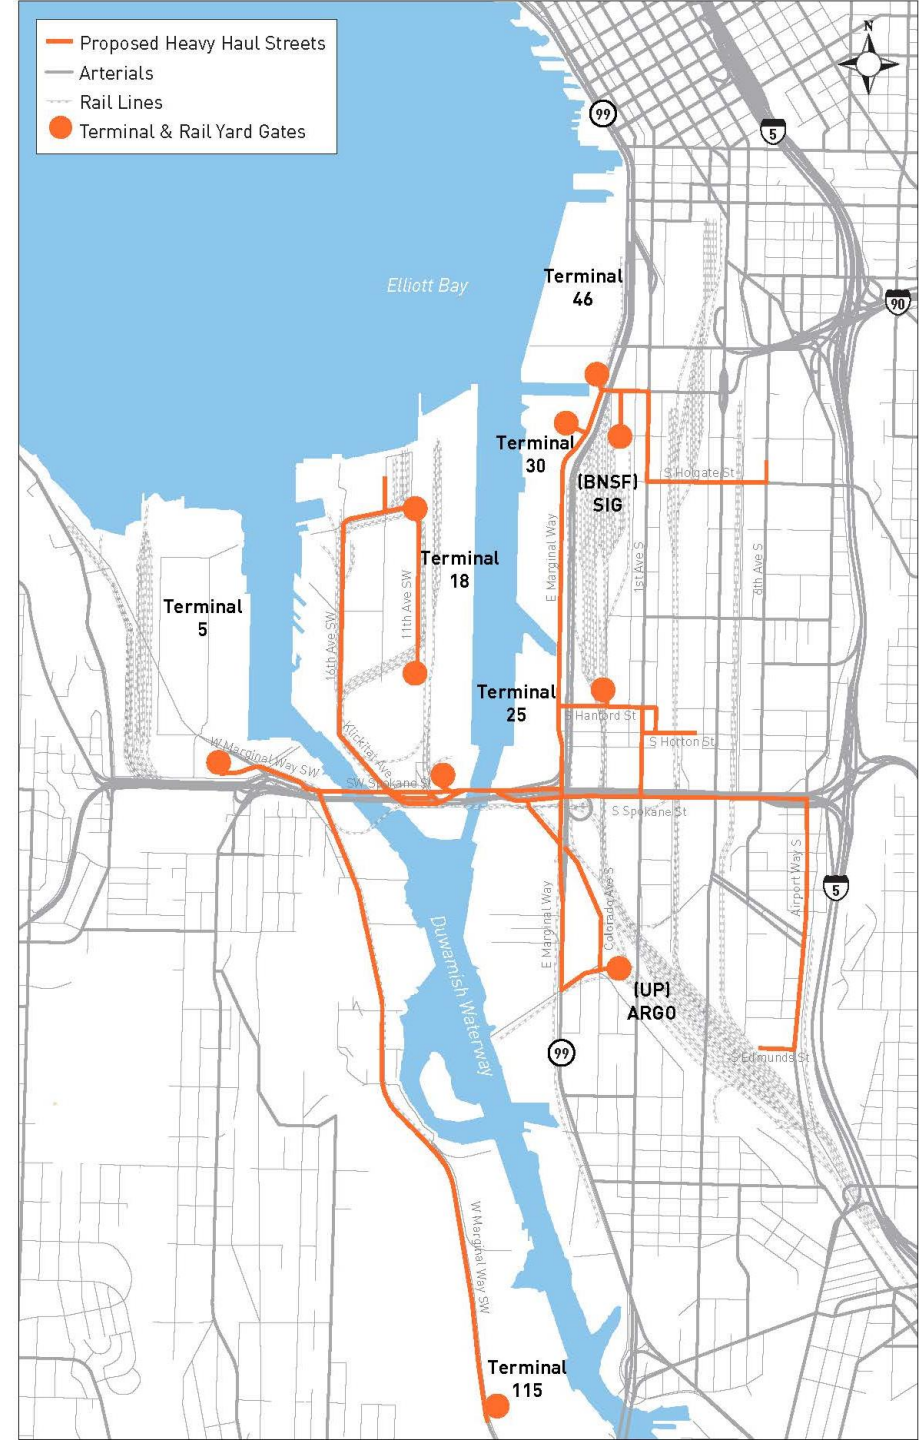 Proposed Heavy Haul Streets
Arterials
Rail Lines
Terminal & Rail Yard Gates
N
99
5
Elliott Bay
Terminal
46
90
Terminal
30
S Holgate St
(BNSF)
SIG
E Marginal Way
1st Ave S
6th Ave S
Terminal
18
11th Ave SW
16th Ave SW
Terminal
5
Terminal
25
S Hanford St
S Horton St
Klickitat Ave
W Marginal Way SW
SW Spokane St
S Spokane St
Airport Way S
5
E Marginal Way
Colorado Ave S
Duwamish Waterway
(UP)
ARGO
99
S Edmunds St
W Marginal Way SW
Terminal
115